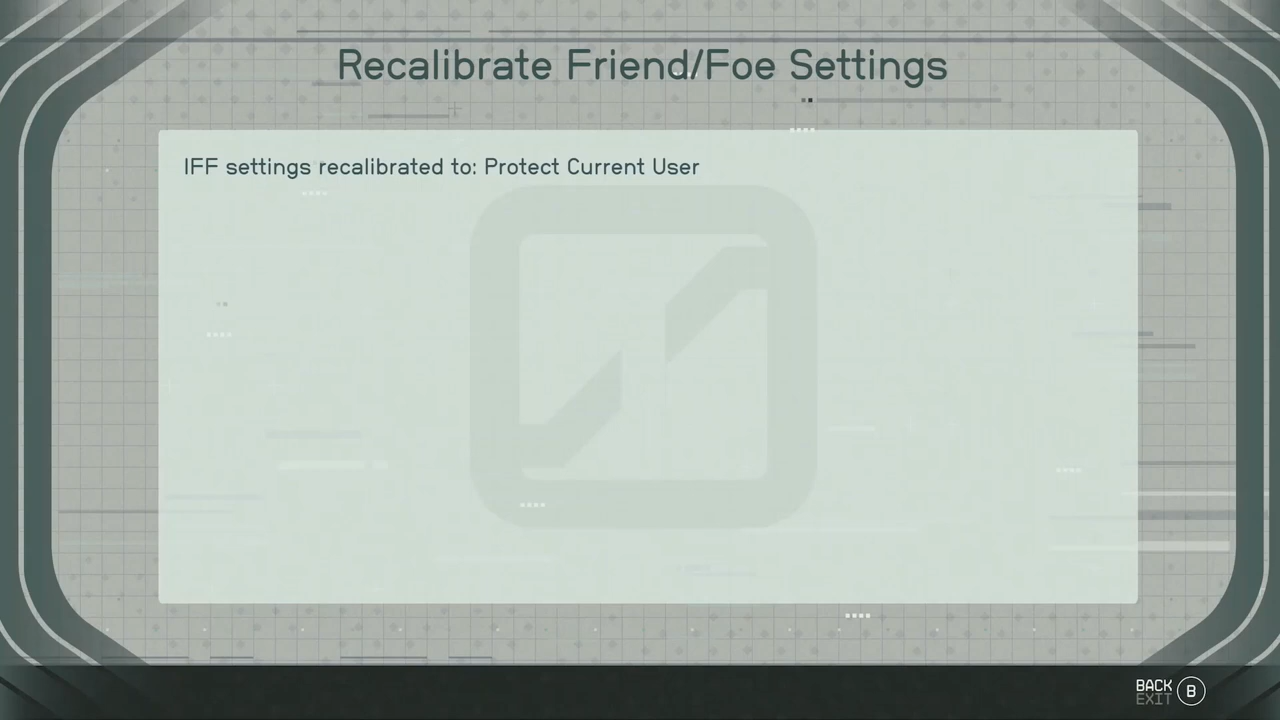 Recalibrate Friend/Foe Settings
IFF settings recalibrated to: Protect Current User
BACK
EXIT
B